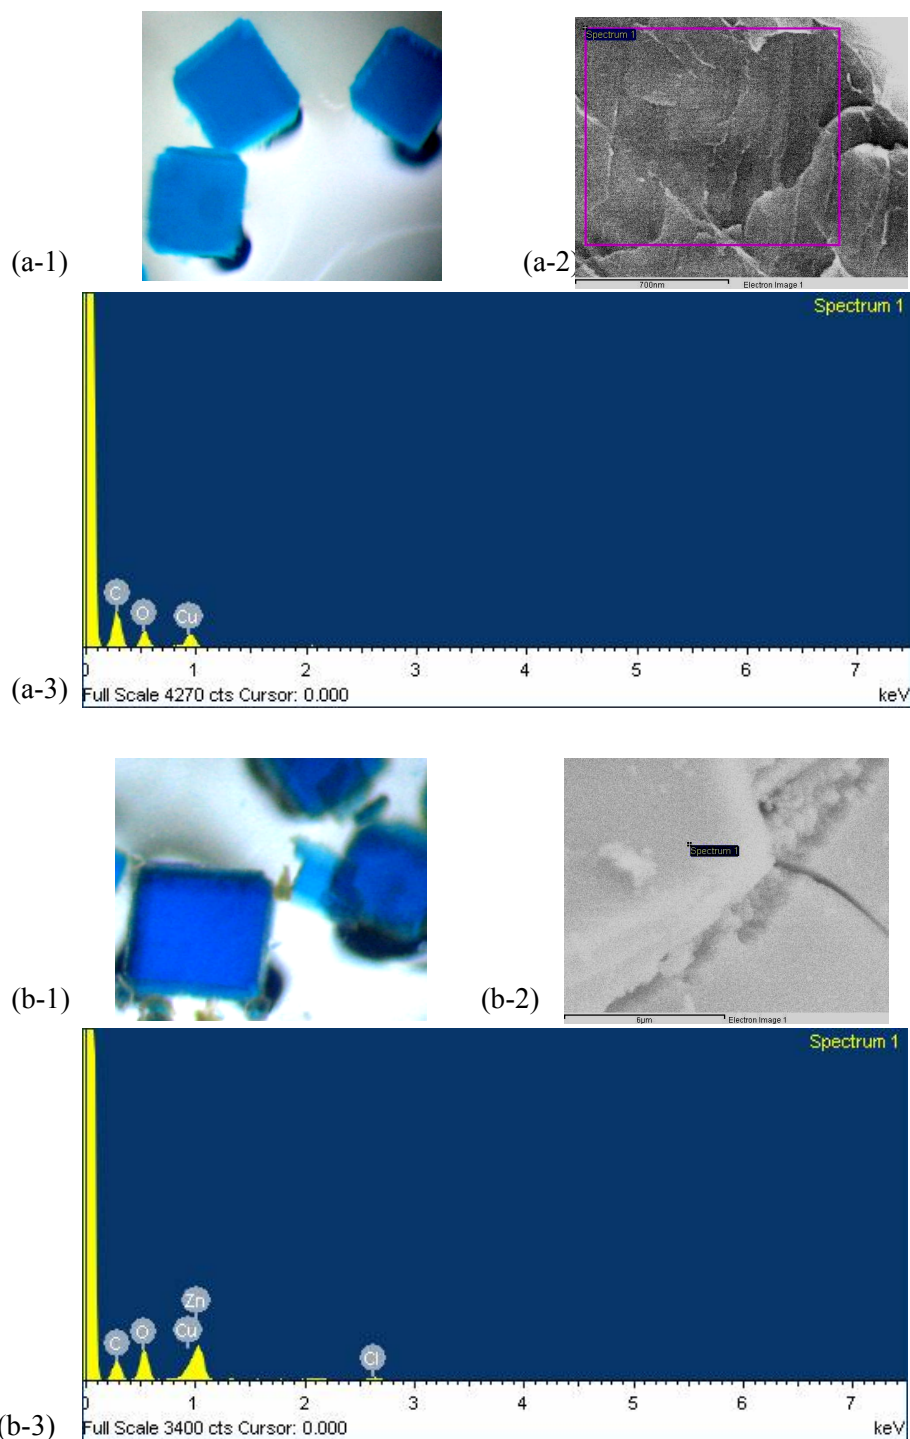 (a-1)
(a-2)
Spectrum 1
700nm Electron Image 1
Spectrum 1
C
O
Cu
0 1 2 3 4 5 6 7
(a-3)
Full Scale 4270 cts Cursor: 0.000 keV
(b-1)
(b-2)
Spectrum 1
6µm Electron Image 1
Spectrum 1
Zn
C
O
Cu
Cl
0 1 2 3 4 5 6 7
(b-3)
Full Scale 3400 cts Cursor: 0.000 keV